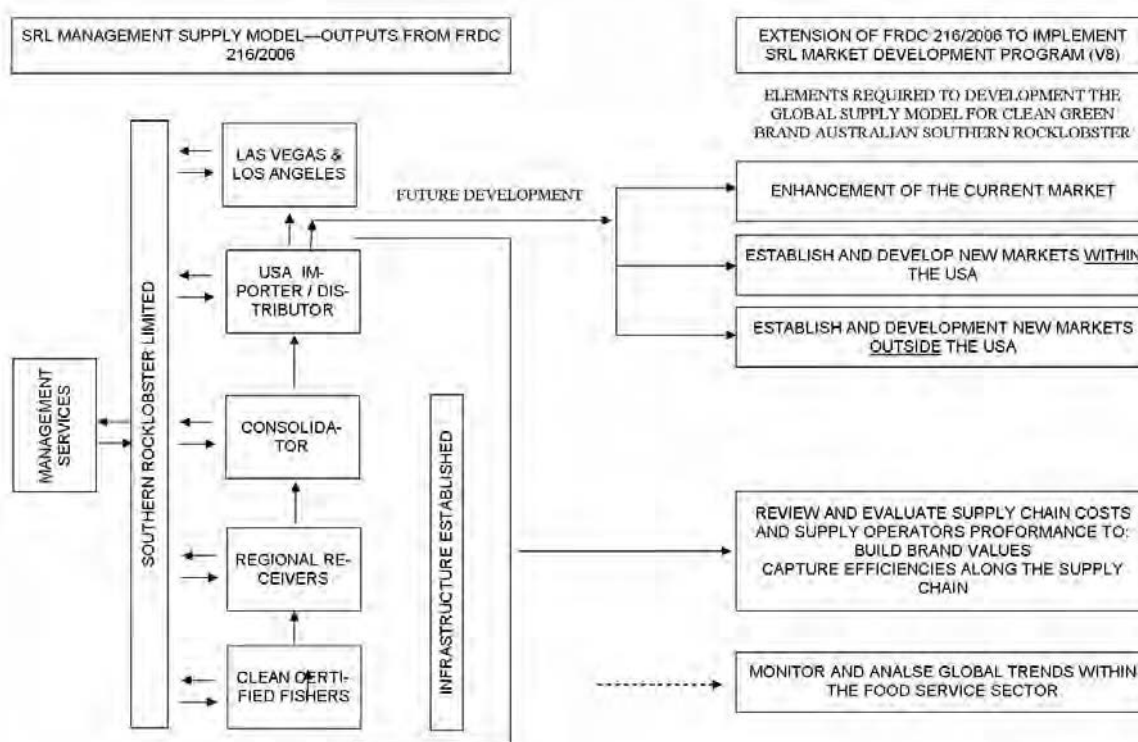 SRL MANAGEMENT SUPPLY MODEL—OUTPUTS FROM FRDC
216/2006
EXTENSION OF FRDC 216/2006 TO IMPLEMENT
SRL MARKET DEVELOPMENT PROGRAM (V8)
ELEMENTS REQUIRED TO DEVELOPMENT THE
GLOBAL SUPPLY MODEL FOR CLEAN GREEN
BRAND AUSTRALIAN SOUTHERN ROCKLOBSTER
MANAGEMENT
SERVICES
SOUTHERN ROCKLOBSTER LIMITED
LAS VEGAS &
LOS ANGELES
USA IM-
PORTER / DIS-
TRIBUTOR
CONSOLIDA-
TOR
REGIONAL RE-
CEIVERS
CLEAN CERTI-
FIED FISHERS
INFRASTRUCTURE ESTABLISHED
FUTURE DEVELOPMENT
ENHANCEMENT OF THE CURRENT MARKET
ESTABLISH AND DEVELOP NEW MARKETS WITHIN
THE USA
ESTABLISH AND DEVELOPMENT NEW MARKETS
OUTSIDE THE USA
REVIEW AND EVALUATE SUPPLY CHAIN COSTS
AND SUPPLY OPERATORS PROFORMANCE TO:
BUILD BRAND VALUES
CAPTURE EFFICIENCIES ALONG THE SUPPLY
CHAIN
MONITOR AND ANALSE GLOBAL TRENDS WITHIN
THE FOOD SERVICE SECTOR